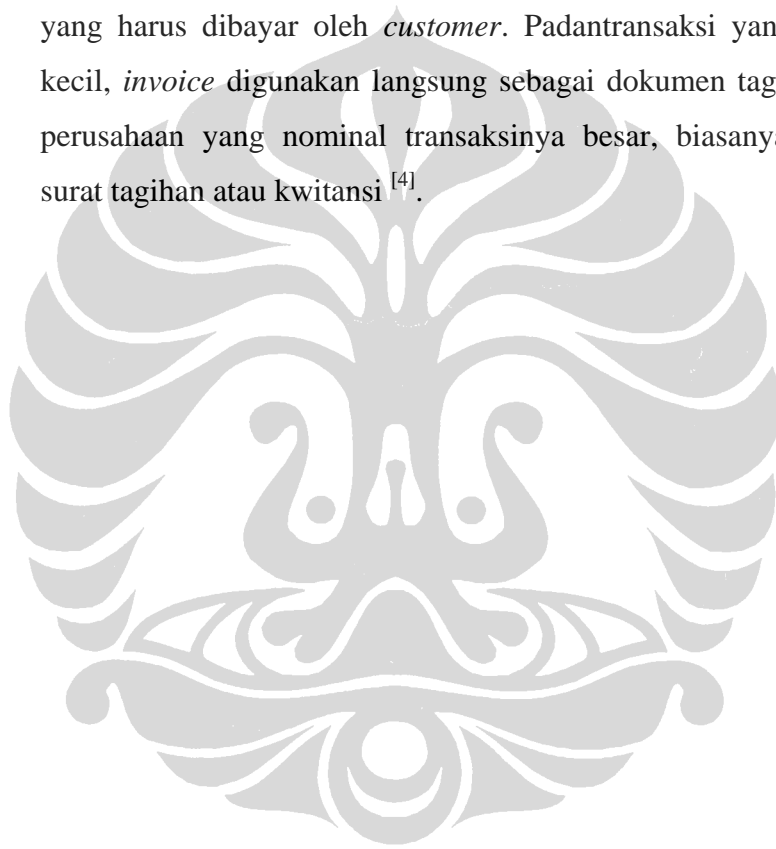 yang harus dibayar oleh customer. Padantransaksi yan
kecil, invoice digunakan langsung sebagai dokumen tag
perusahaan yang nominal transaksinya besar, biasanya
surat tagihan atau kwitansi [4].